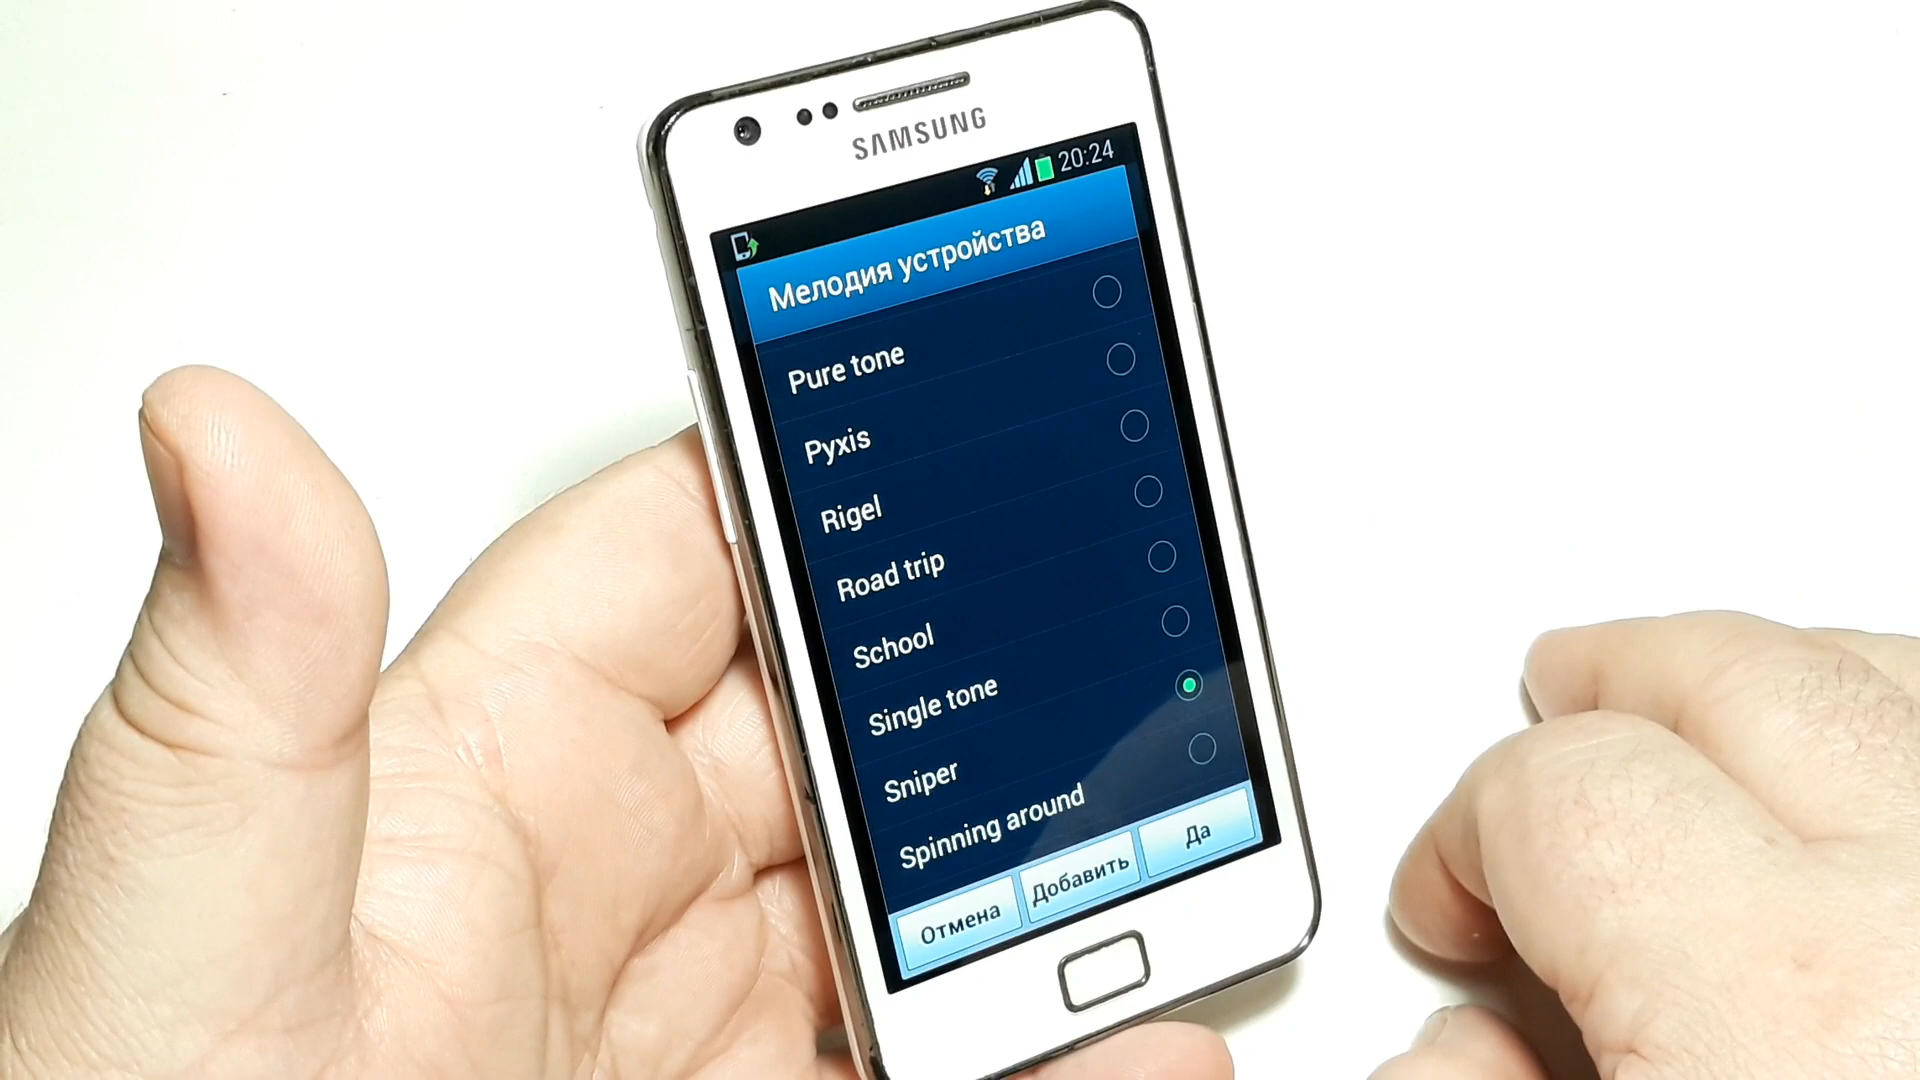 SAMSUNG
20:24
Мелодия устройства
Pure tone
Pyxis
Rigel
Road trip
School
Single tone
Sniper
Spinning around
Отмена
Добавить
Да